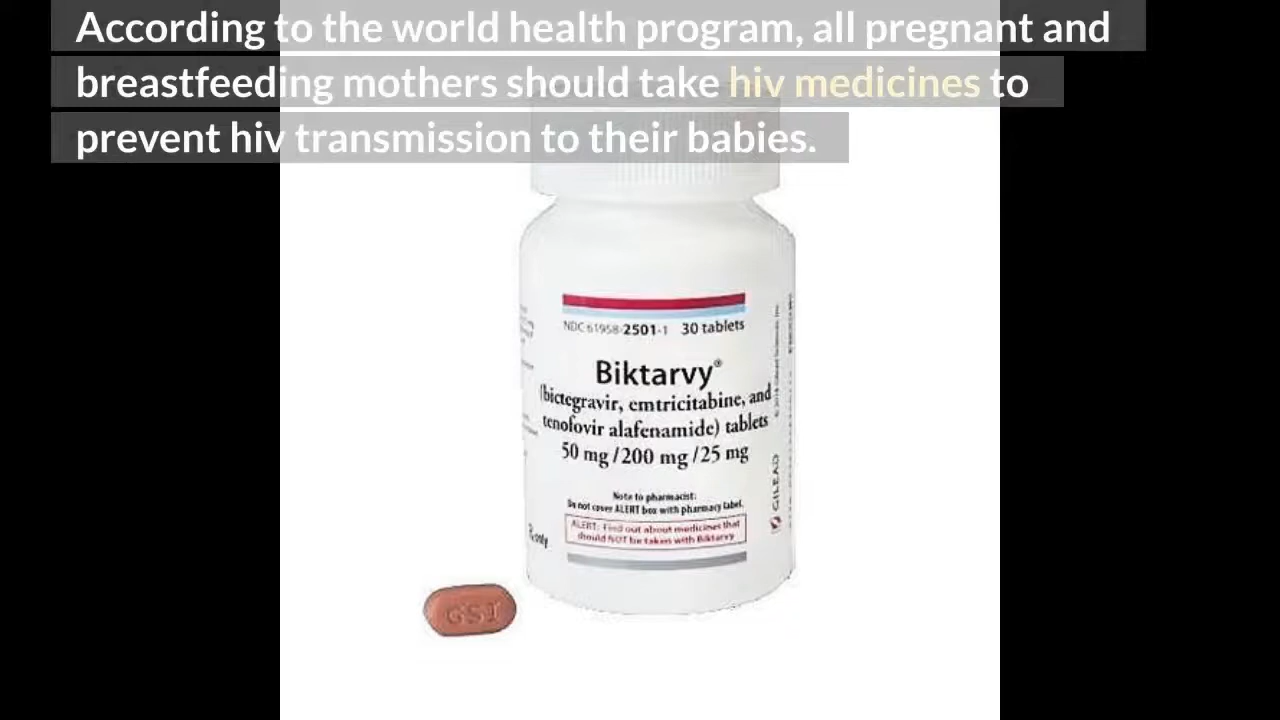 According to the world health program, all pregnant and
breastfeeding mothers should take hiv medicines to
prevent hiv transmission to their babies.
NDC 61958-2501-1 30 tablets
Biktarvy®
(bictegravir, emtricitabine, and
tenofovir alafenamide) tablets
50 mg/200 mg/25 mg
Note to pharmacist:
Do not cover ALERT box with pharmacy label.
ALERT: Find out about medicines that
should NOT be taken with Biktarvy
only
GILEAD
GSI